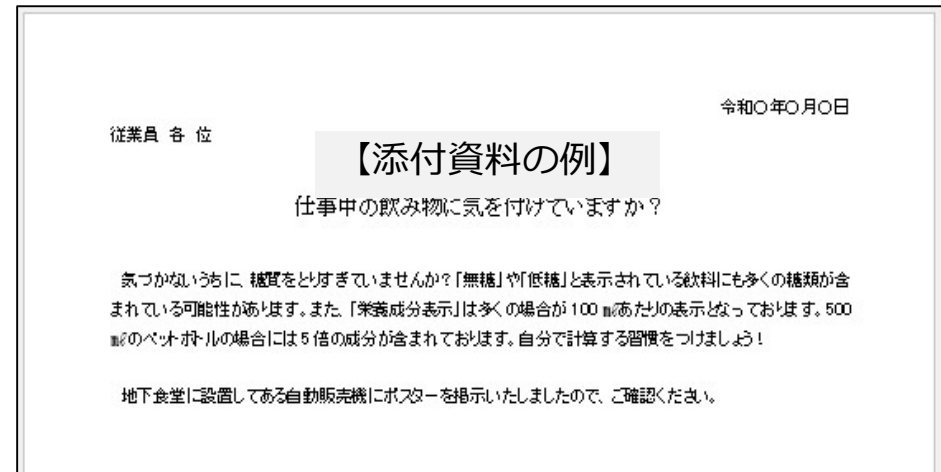 令和〇年〇月〇日
従業員 各 位
【添付資料の例】
仕事中の飲み物に気を付けていますか？
気づかないうちに、糖質をとりすぎていませんか？「無糖」や「低糖」と表示されている飲料にも多くの糖類が含
まれている可能性があります。また、「栄養成分表示」は多くの場合が 100 ㎖あたりの表示となっております。500
㎖のペットボトルの場合には 5 倍の成分が含まれております。自分で計算する習慣をつけましょう！
地下食堂に設置してある自動販売機にポスターを掲示いたしましたので、ご確認ください。